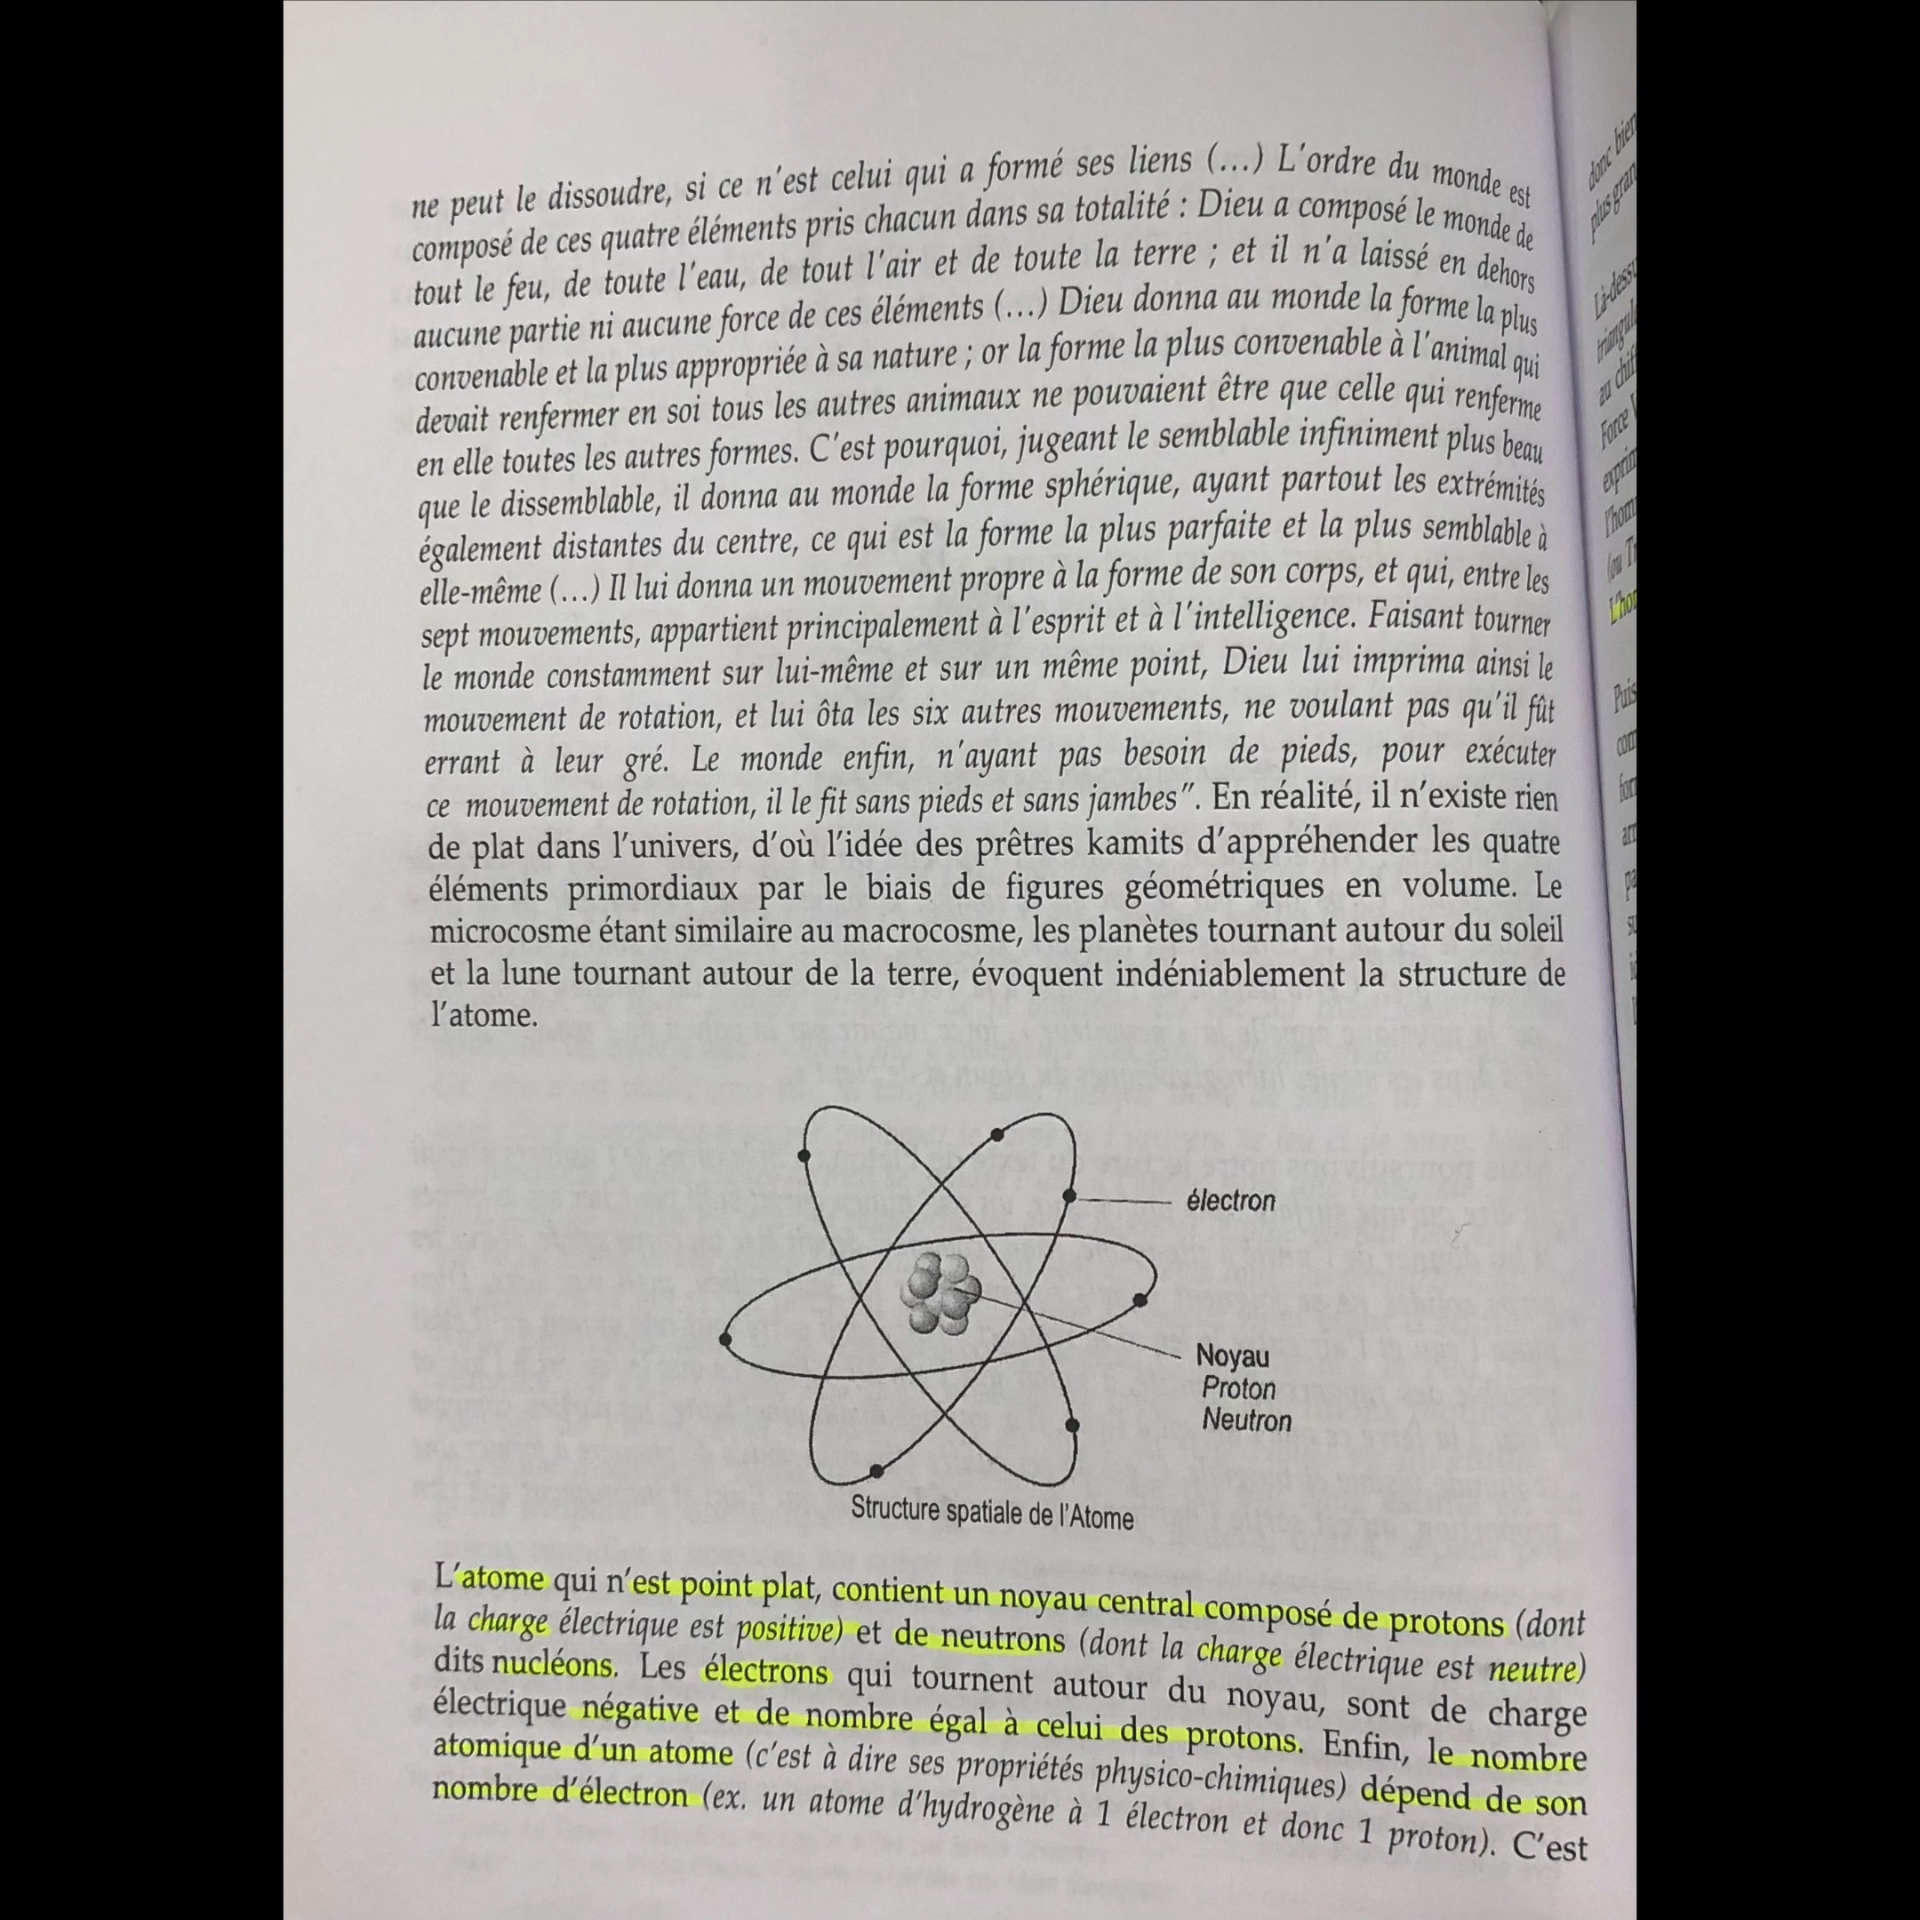 ne peut le dissoudre, si ce n'est celui qui a formé ses liens (...) L'ordre du monde est
composé de ces quatre éléments pris chacun dans sa totalité : Dieu a composé le monde de
tout le feu, de toute l'eau, de tout l'air et de toute la terre ; et il n'a laissé en dehors
aucune partie ni aucune force de ces éléments (...) Dieu donna au monde la forme la plus
convenable et la plus appropriée à sa nature ; or la forme la plus convenable à l'animal qui
devait renfermer en soi tous les autres animaux ne pouvaient être que celle qui renferme
en elle toutes les autres formes. C'est pourquoi, jugeant le semblable infiniment plus beau
que le dissemblable, il donna au monde la forme sphérique, ayant partout les extrémités
également distantes du centre, ce qui est la forme la plus parfaite et la plus semblable à
elle-même (...) Il lui donna un mouvement propre à la forme de son corps, et qui, entre les
sept mouvements, appartient principalement à l'esprit et à l'intelligence. Faisant tourner
le monde constamment sur lui-même et sur un même point, Dieu lui imprima ainsi le
mouvement de rotation, et lui ôta les six autres mouvements, ne voulant pas qu'il fût
errant à leur gré. Le monde enfin, n'ayant pas besoin de pieds, pour exécuter
ce mouvement de rotation, il le fit sans pieds et sans jambes". En réalité, il n'existe rien
de plat dans l'univers, d'où l'idée des prêtres kamits d'appréhender les quatre
éléments primordiaux par le biais de figures géométriques en volume. Le
microcosme étant similaire au macrocosme, les planètes tournant autour du soleil
et la lune tournant autour de la terre, évoquent indéniablement la structure de
l'atome.
électron
Noyau
Proton
Neutron
Structure spatiale de l'Atome
L'atome qui n'est point plat, contient un noyau central composé de protons (dont
la charge électrique est positive) et de neutrons (dont la charge électrique est neutre)
dits nucléons. Les électrons qui tournent autour du noyau, sont de charge
électrique négative et de nombre égal à celui des protons. Enfin, le nombre
atomique d'un atome (c'est à dire ses propriétés physico-chimiques) dépend de son
nombre d'électron (ex. un atome d'hydrogène à 1 électron et donc 1 proton). C'est
donc bien
Force